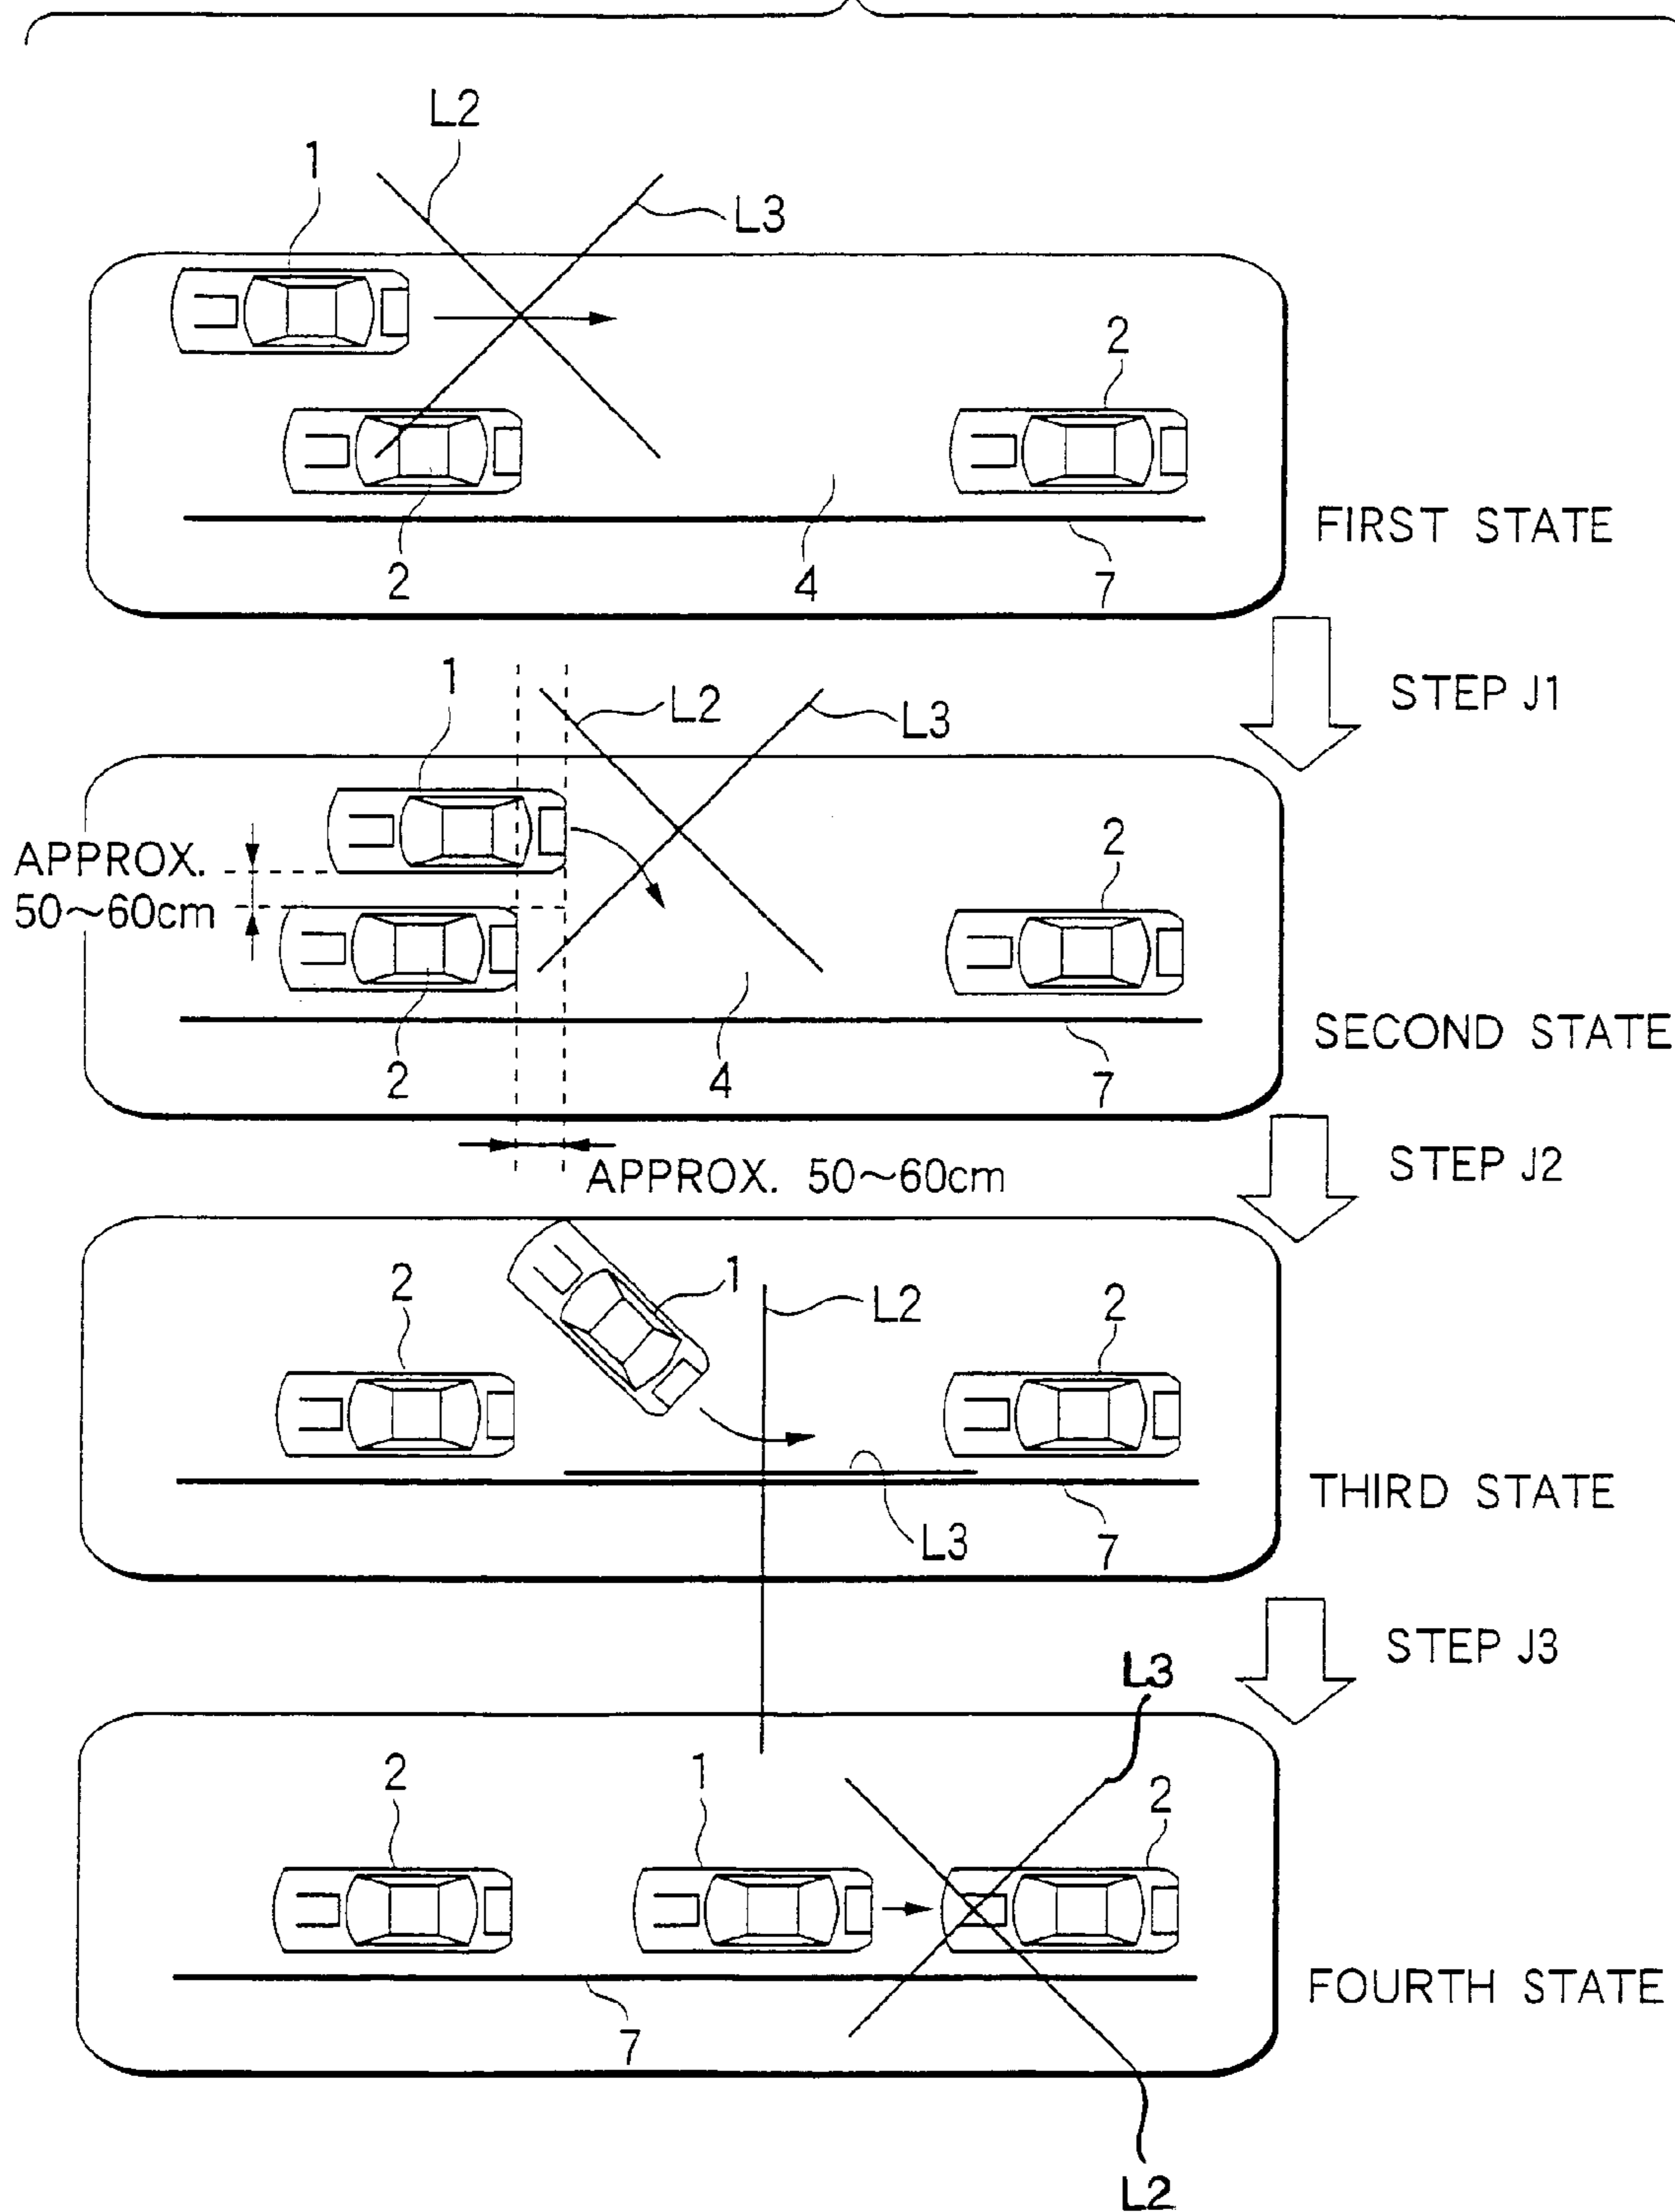 L2
1
L3
2
2
4
7
FIRST STATE
STEP J1
1
L2
L3
2
APPROX.
50~60cm
2
4
7
SECOND STATE
APPROX. 50~60cm
STEP J2
2
1
L2
2
L3
7
THIRD STATE
STEP J3
L3
2
1
2
7
FOURTH STATE
L2